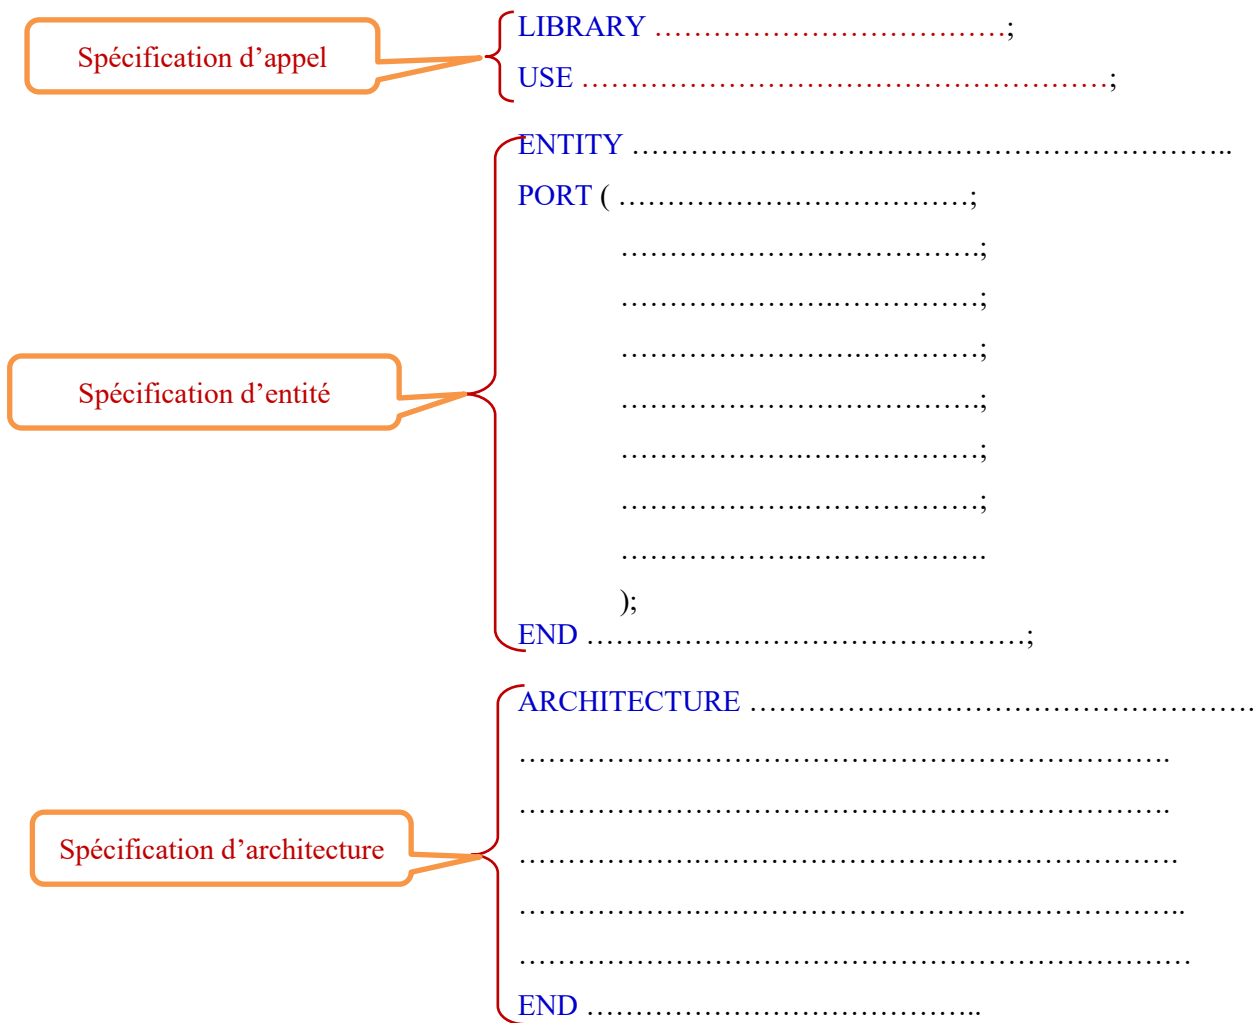 Spécification d’appel
LIBRARY ………………………………;
USE ………………………………………………;
ENTITY ……………………………………………………..
PORT ( ………………………………;
……………………………….;
………………….……………;
…………………….…………;
……………………………….;
……………….………………;
……………….………………;
……………….……………….
);
Spécification d’entité
END ………………………………………;
ARCHITECTURE …………………………………………….
………………………………………………………….
………………………………………………………….
……………….………………………………………….
Spécification d’architecture
……………….…………………………………………..
……………………………………………………………
END …………………………………..